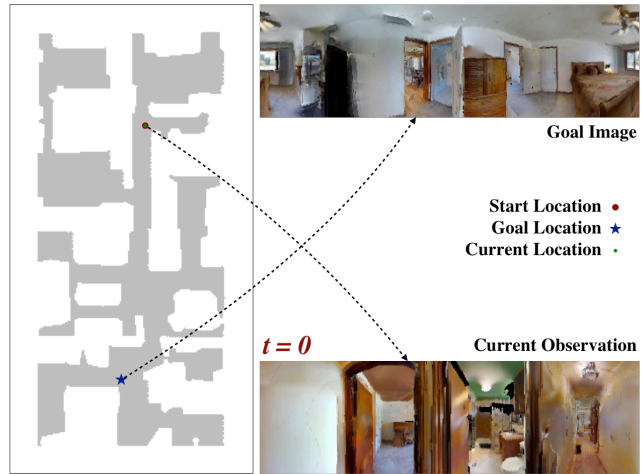 Goal Image
Start Location
Goal Location
Current Location
t = 0
Current Observation